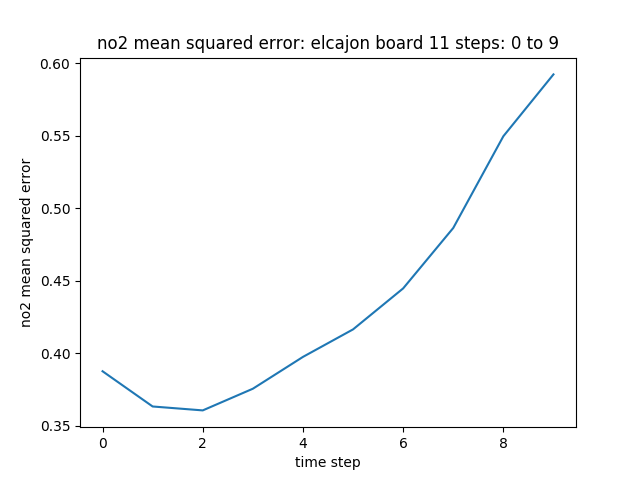 no2 mean squared error: elcajon board 11 steps: 0 to 9
no2 mean squared error
0.60
0.55
0.50
0.45
0.40
0.35
0 2 4 6 8
time step